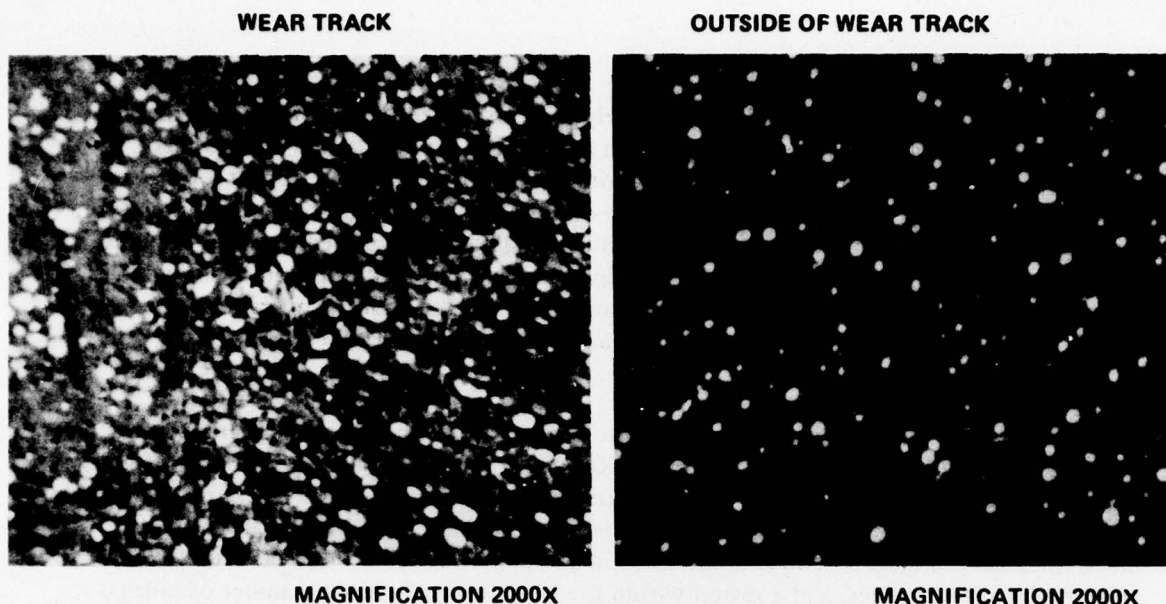 WEAR TRACK
OUTSIDE OF WEAR TRACK
MAGNIFICATION 2000X
MAGNIFICATION 2000X